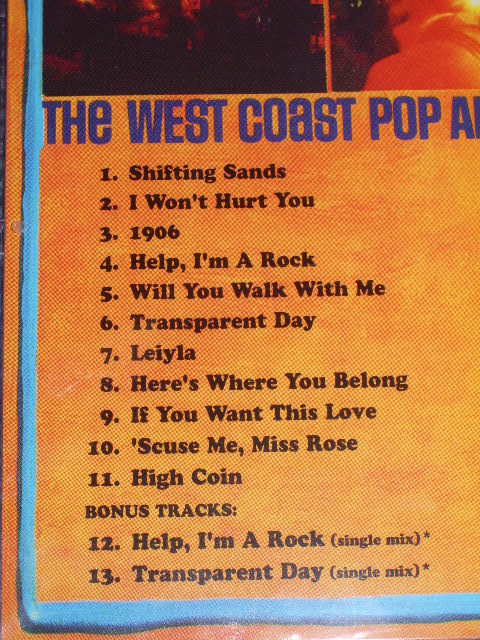 THE WEST COAST POP
1. Shifting Sands
2. I Won't Hurt You
3. 1906
4. Help, I'm A Rock
5. Will You Walk With Me
6. Transparent Day
7. Leiyla
8. Here's Where You Belong
9. If You Want This Love
10. 'Scuse Me, Miss Rose
11. High Coin
BONUS TRACKS:
12. Help, I'm A Rock (single mix)*
13. Transparent Day (single mix)*